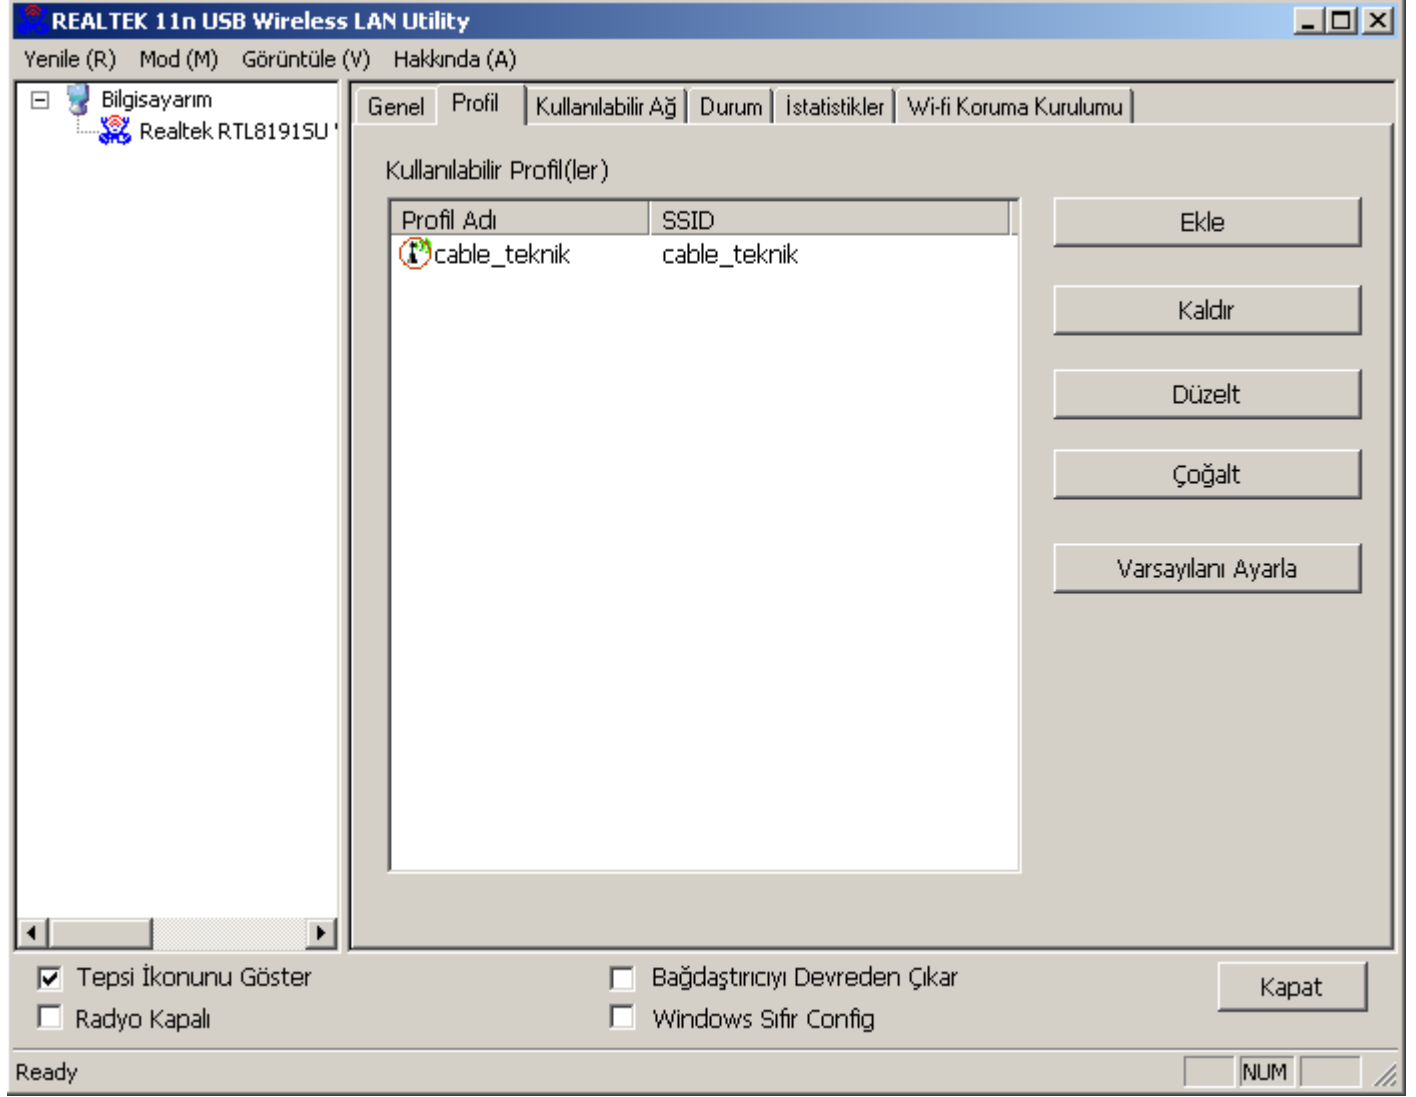 REALTEK 11n USB Wireless LAN Utility
Yenile (R) Mod (M) Görüntüle (V) Hakkında (A)
Bilgisayarım
Realtek RTL8191SU
Genel Profil Kullanılabilir Ağ Durum İstatistikler Wi-fi Koruma Kurulumu
Kullanılabilir Profil(ler)
Profil Adı SSID
cable_teknik cable_teknik
Ekle
Kaldır
Düzelt
Çoğalt
Varsayılanı Ayarla
Tepsi İkonunu Göster Bağdaştırıcıyı Devreden Çıkar
Radyo Kapalı Windows Sıfır Config
Kapat
Ready NUM